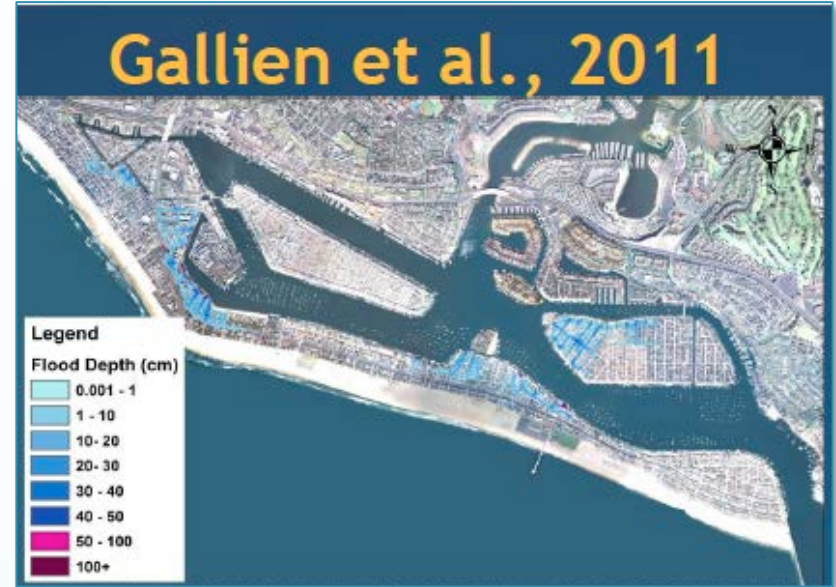 Gallien et al., 2011
N
W
E
S
Legend
Flood Depth (cm)
0.001 - 1
1 - 10
10- 20
20- 30
30 - 40
40 - 50
50 - 100
100+